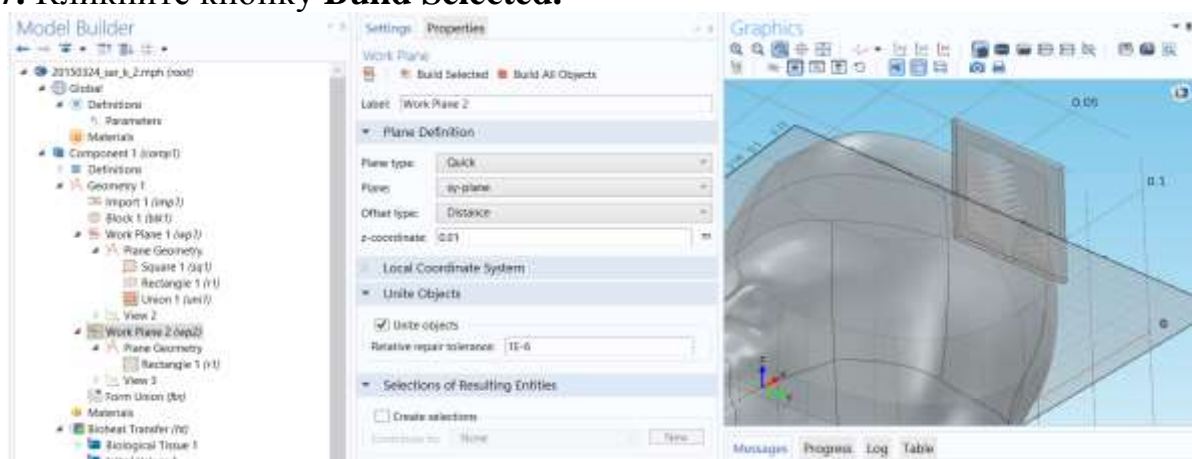 7. Кликните кнопку Build Selected.
Model Builder
20150324_sar_k_2.mph (root)
Global
Definitions
Parameters
Materials
Component 1 (comp1)
Definitions
Geometry 1
Import 1 (imp1)
Block 1 (blk1)
Work Plane 1 (wp1)
Plane Geometry
Square 1 (sq1)
Rectangle 1 (r1)
Union 1 (uni1)
View 2
Work Plane 2 (wp2)
Plane Geometry
Rectangle 1 (r1)
View 3
Form Union (fin)
Materials
Bioheat Transfer (ht)
Biological Tissue 1
Settings Properties
Work Plane
Build Selected Build All Objects
Label: Work Plane 2
Plane Definition
Plane type: Quick
Plane: xy-plane
Offset type: Distance
z-coordinate: 0.01 m
Local Coordinate System
Unite Objects
Unite objects
Relative repair tolerance: 1E-6
Selections of Resulting Entities
Create selections
Contribute to: None New
Graphics
0.05
0.1
0
Messages Progress Log Table